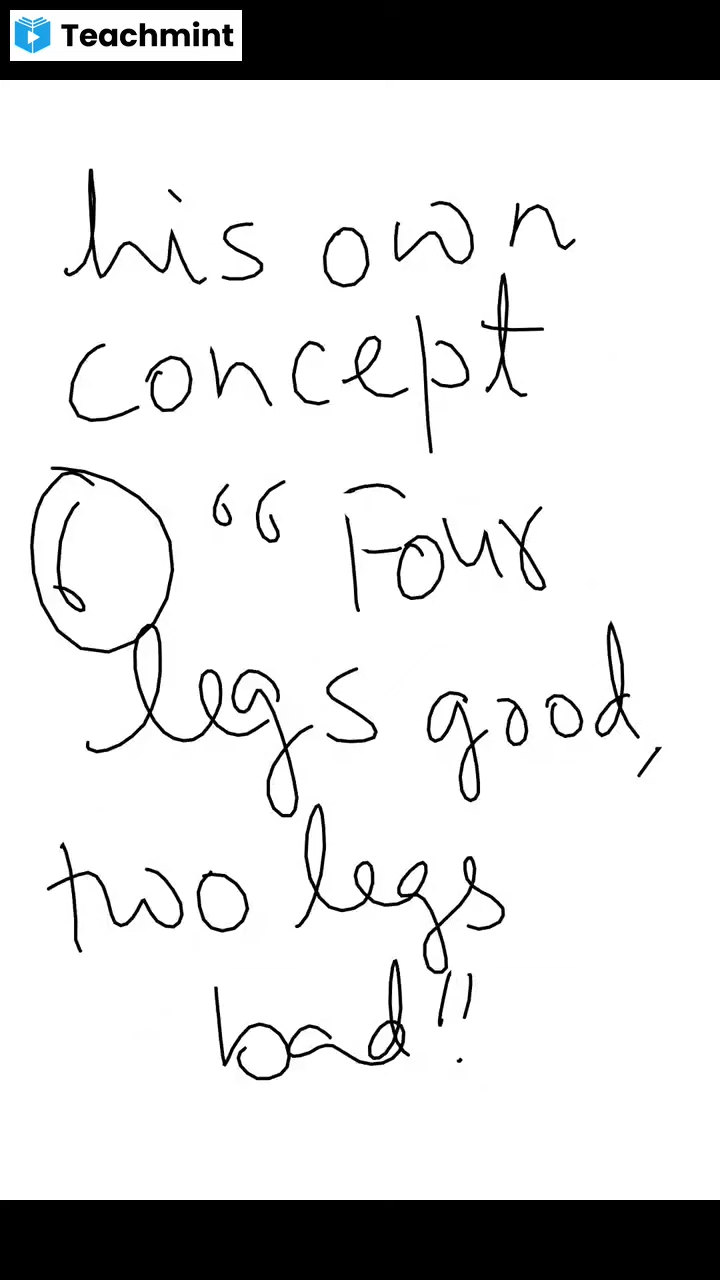 Teachmint
his own
concept
“ Four
legs good,
two legs
bad".